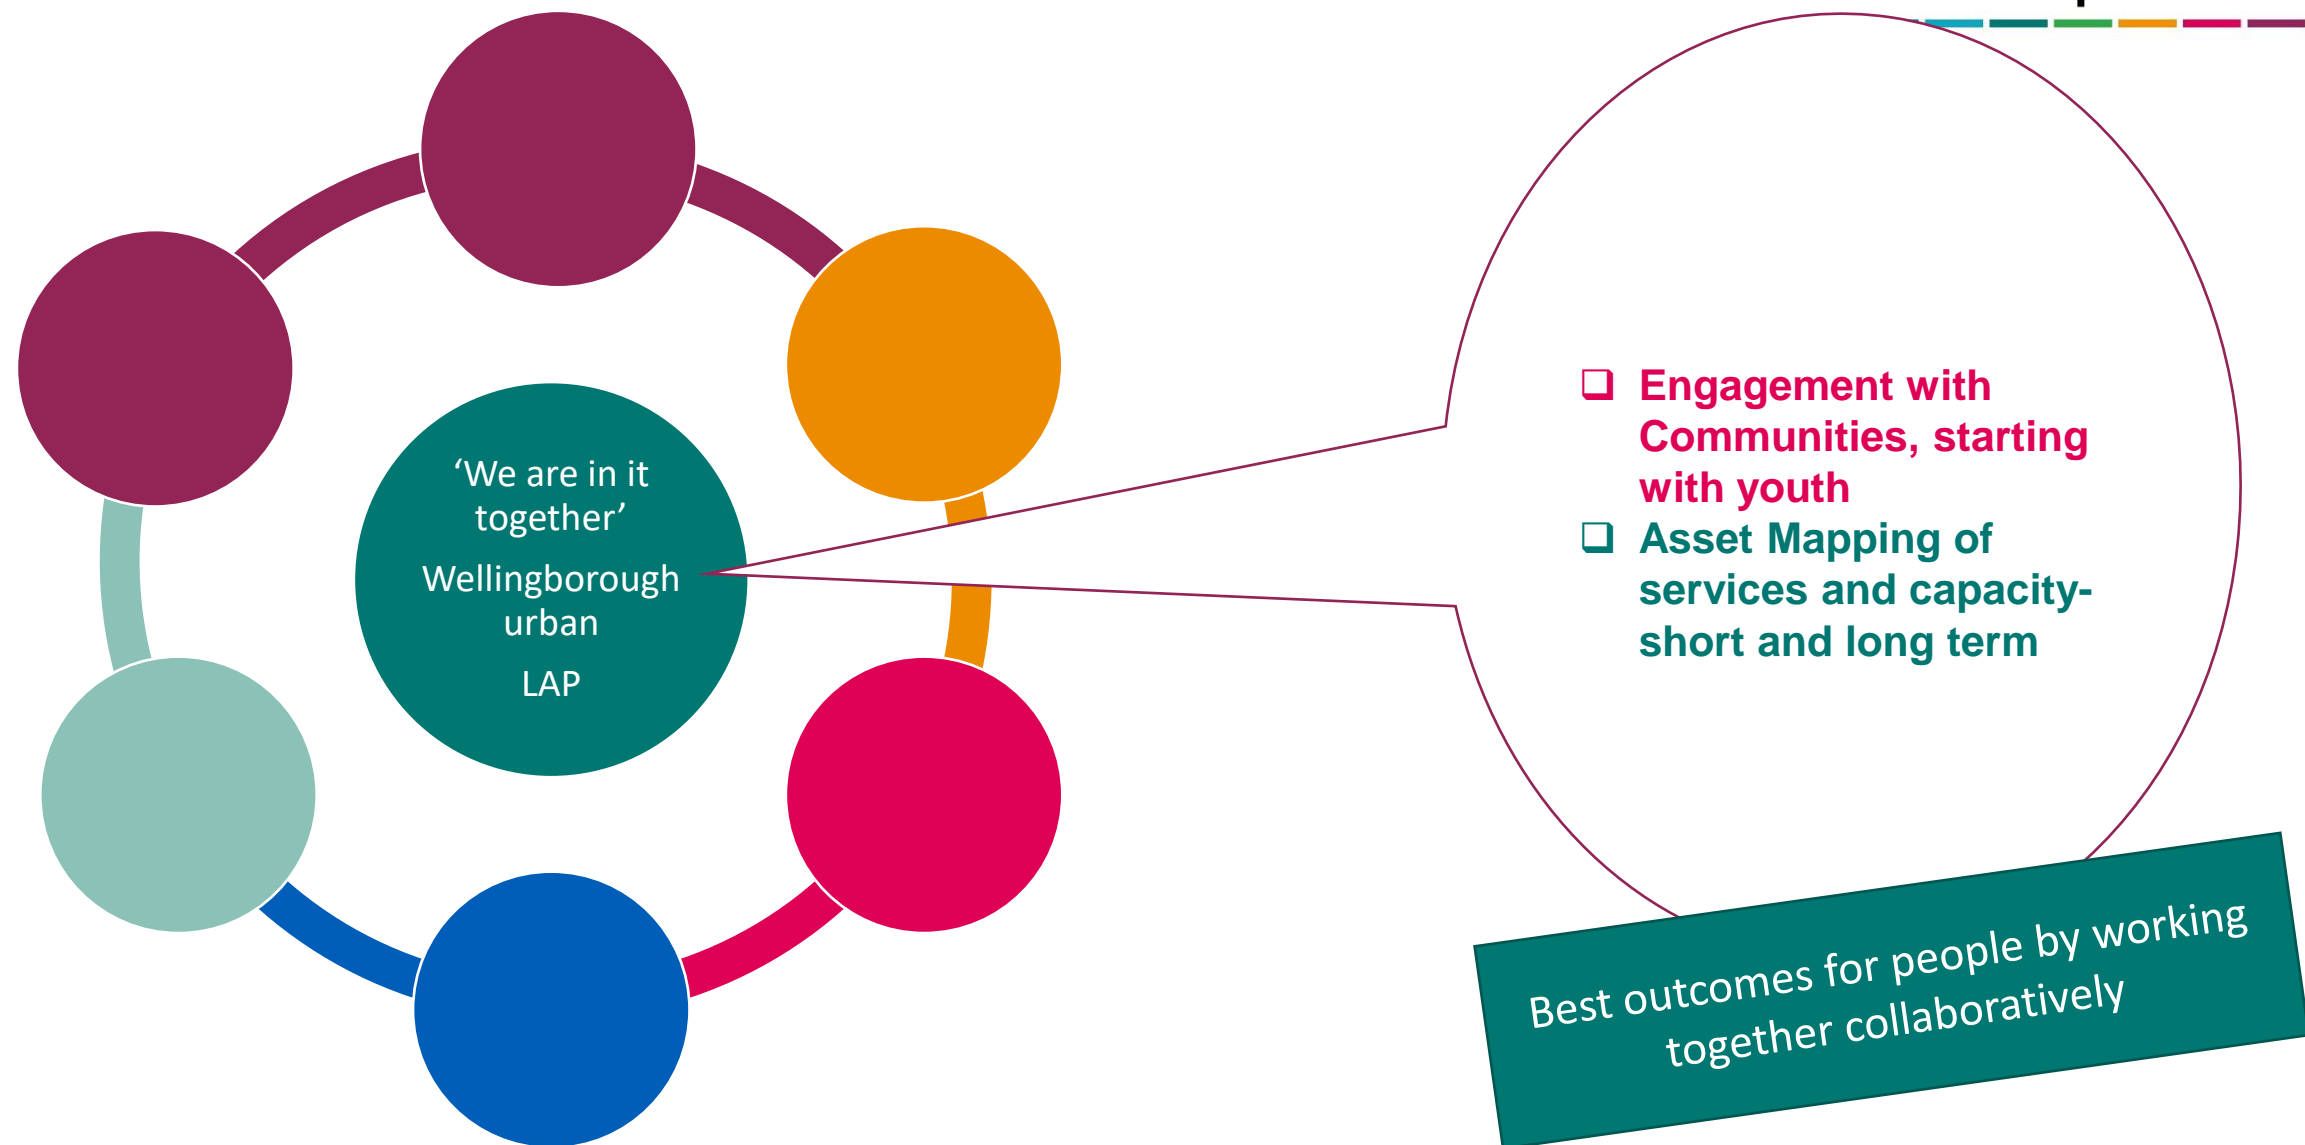 ‘We are in it
together’
Wellingborough
urban
LAP
❑ Engagement with
Communities, starting
with youth
❑ Asset Mapping of
services and capacity-
short and long term
Best outcomes for people by working
together collaboratively